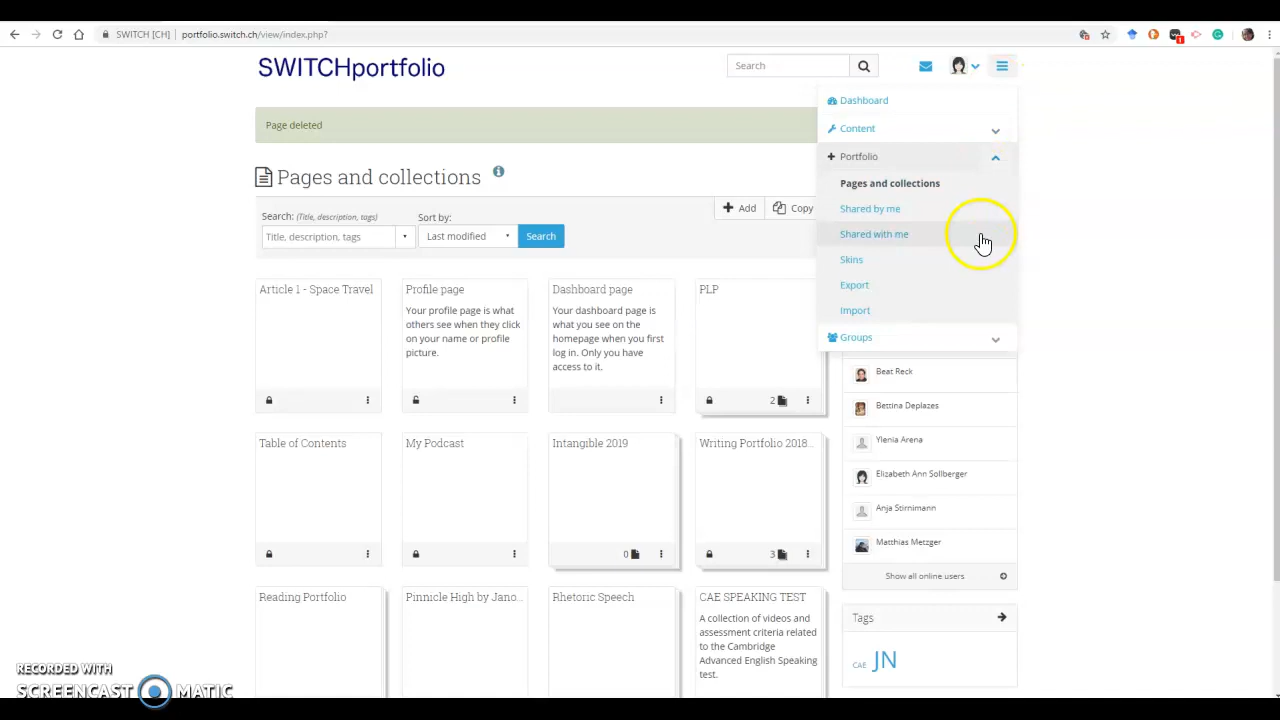 SWITCH [CH]
portfolio.switch.ch/view/index.php?
1
SWITCHportfolio
Search
Page deleted
Pages and collections
Search: (Title, description, tags)
Sort by:
Title, description, tags
Last modified
Search
Add
Copy
Dashboard
Content
Portfolio
Pages and collections
Shared by me
Shared with me
Skins
Export
Import
Groups
Article 1 - Space Travel
Profile page
Your profile page is what
others see when they click
on your name or profile
picture.
Dashboard page
Your dashboard page is
what you see on the
homepage when you first
log in. Only you have
access to it.
PLP
2
Beat Reck
Bettina Deplazes
Ylenia Arena
Elizabeth Ann Sollberger
Anja Stirnimann
Matthias Metzger
Show all online users
Table of Contents
My Podcast
Intangible 2019
0
Writing Portfolio 2018...
3
Reading Portfolio
Pinnicle High by Jano...
Rhetoric Speech
CAE SPEAKING TEST
A collection of videos and
assessment criteria related
to the Cambridge
Advanced English Speaking
test.
Tags
CAE JN
RECORDED WITH
SCREENCAST MATIC